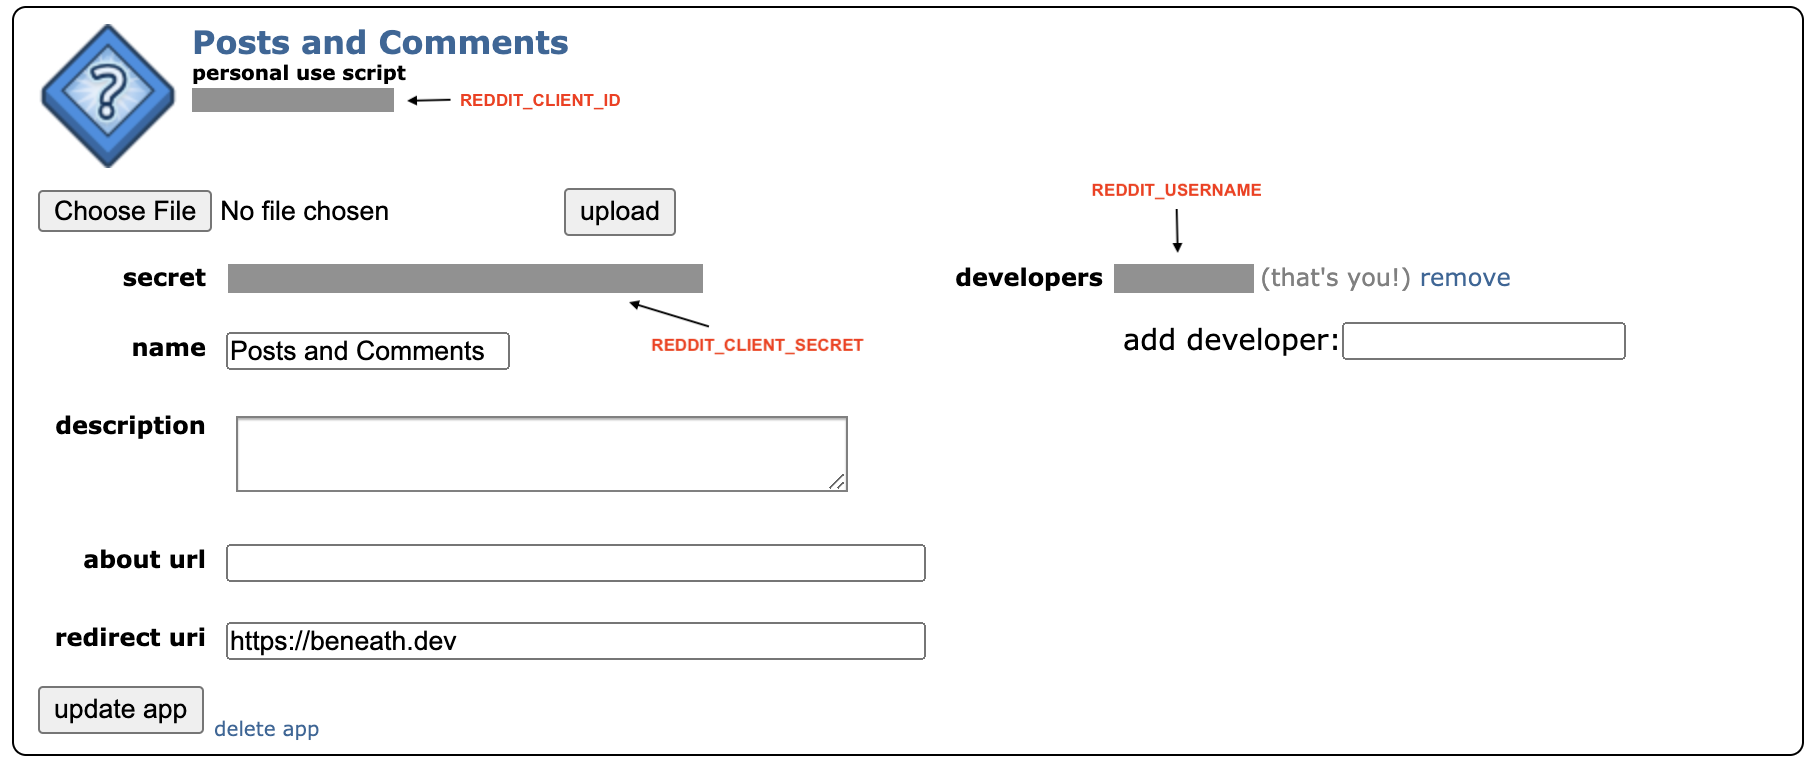 Posts and Comments
personal use script
REDDIT_CLIENT_ID
Choose File No file chosen upload
REDDIT_USERNAME
secret
developers (that's you!) remove
REDDIT_CLIENT_SECRET
name Posts and Comments
add developer:
description
about url
redirect uri https://beneath.dev
update app delete app